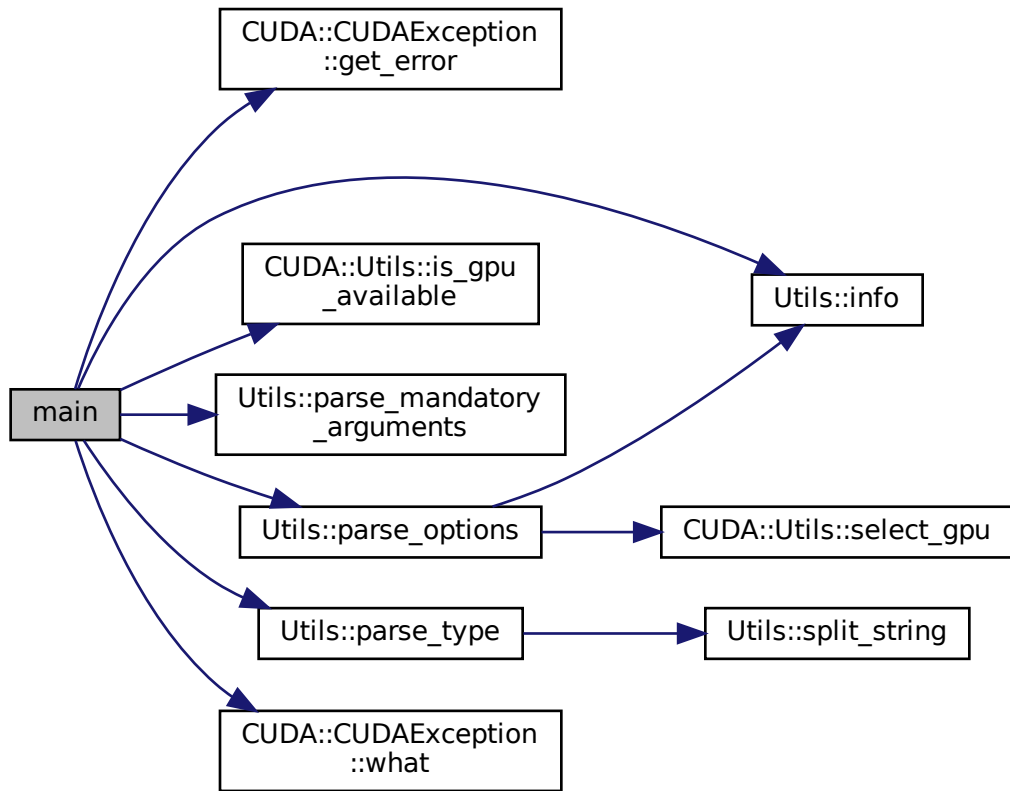 CUDA::CUDAException
::get_error
CUDA::Utils::is_gpu
_available
Utils::info
main
Utils::parse_mandatory
_arguments
Utils::parse_options
CUDA::Utils::select_gpu
Utils::parse_type
Utils::split_string
CUDA::CUDAException
::what